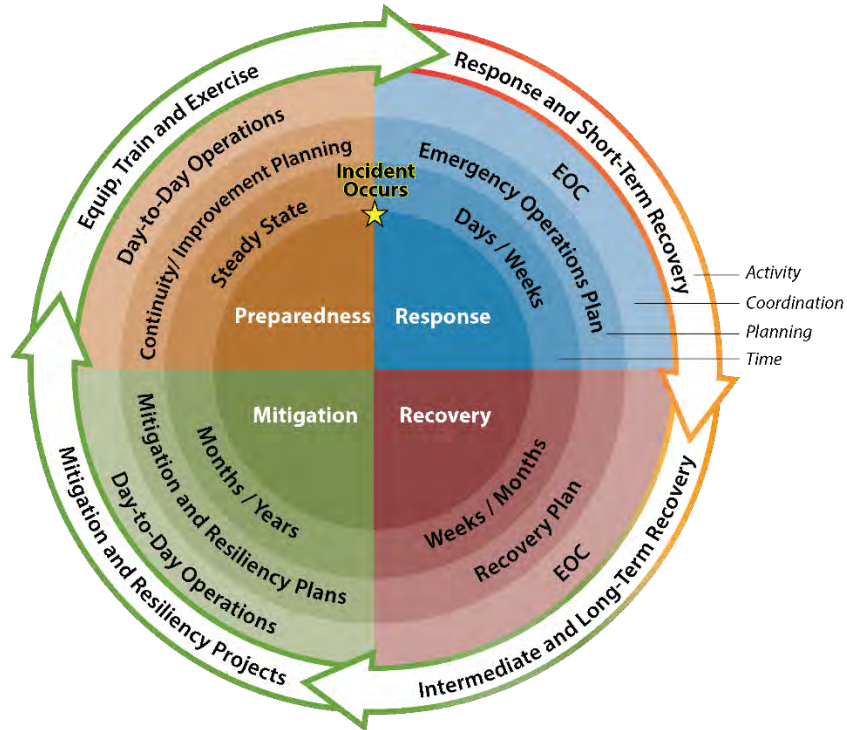 Equip, Train and Exercise
Day-to-Day Operations
Continuity/Improvement Planning
Steady State
Preparedness
Incident
Occurs
Response and Short-Term Recovery
EOC
Emergency Operations Plan
Days / Weeks
Response
Activity
Coordination
Planning
Time
Recovery
Weeks / Months
Recovery Plan
EOC
Intermediate and Long-Term Recovery
Mitigation
Months / Years
Mitigation and Resiliency Plans
Day-to-Day Operations
Mitigation and Resiliency Projects